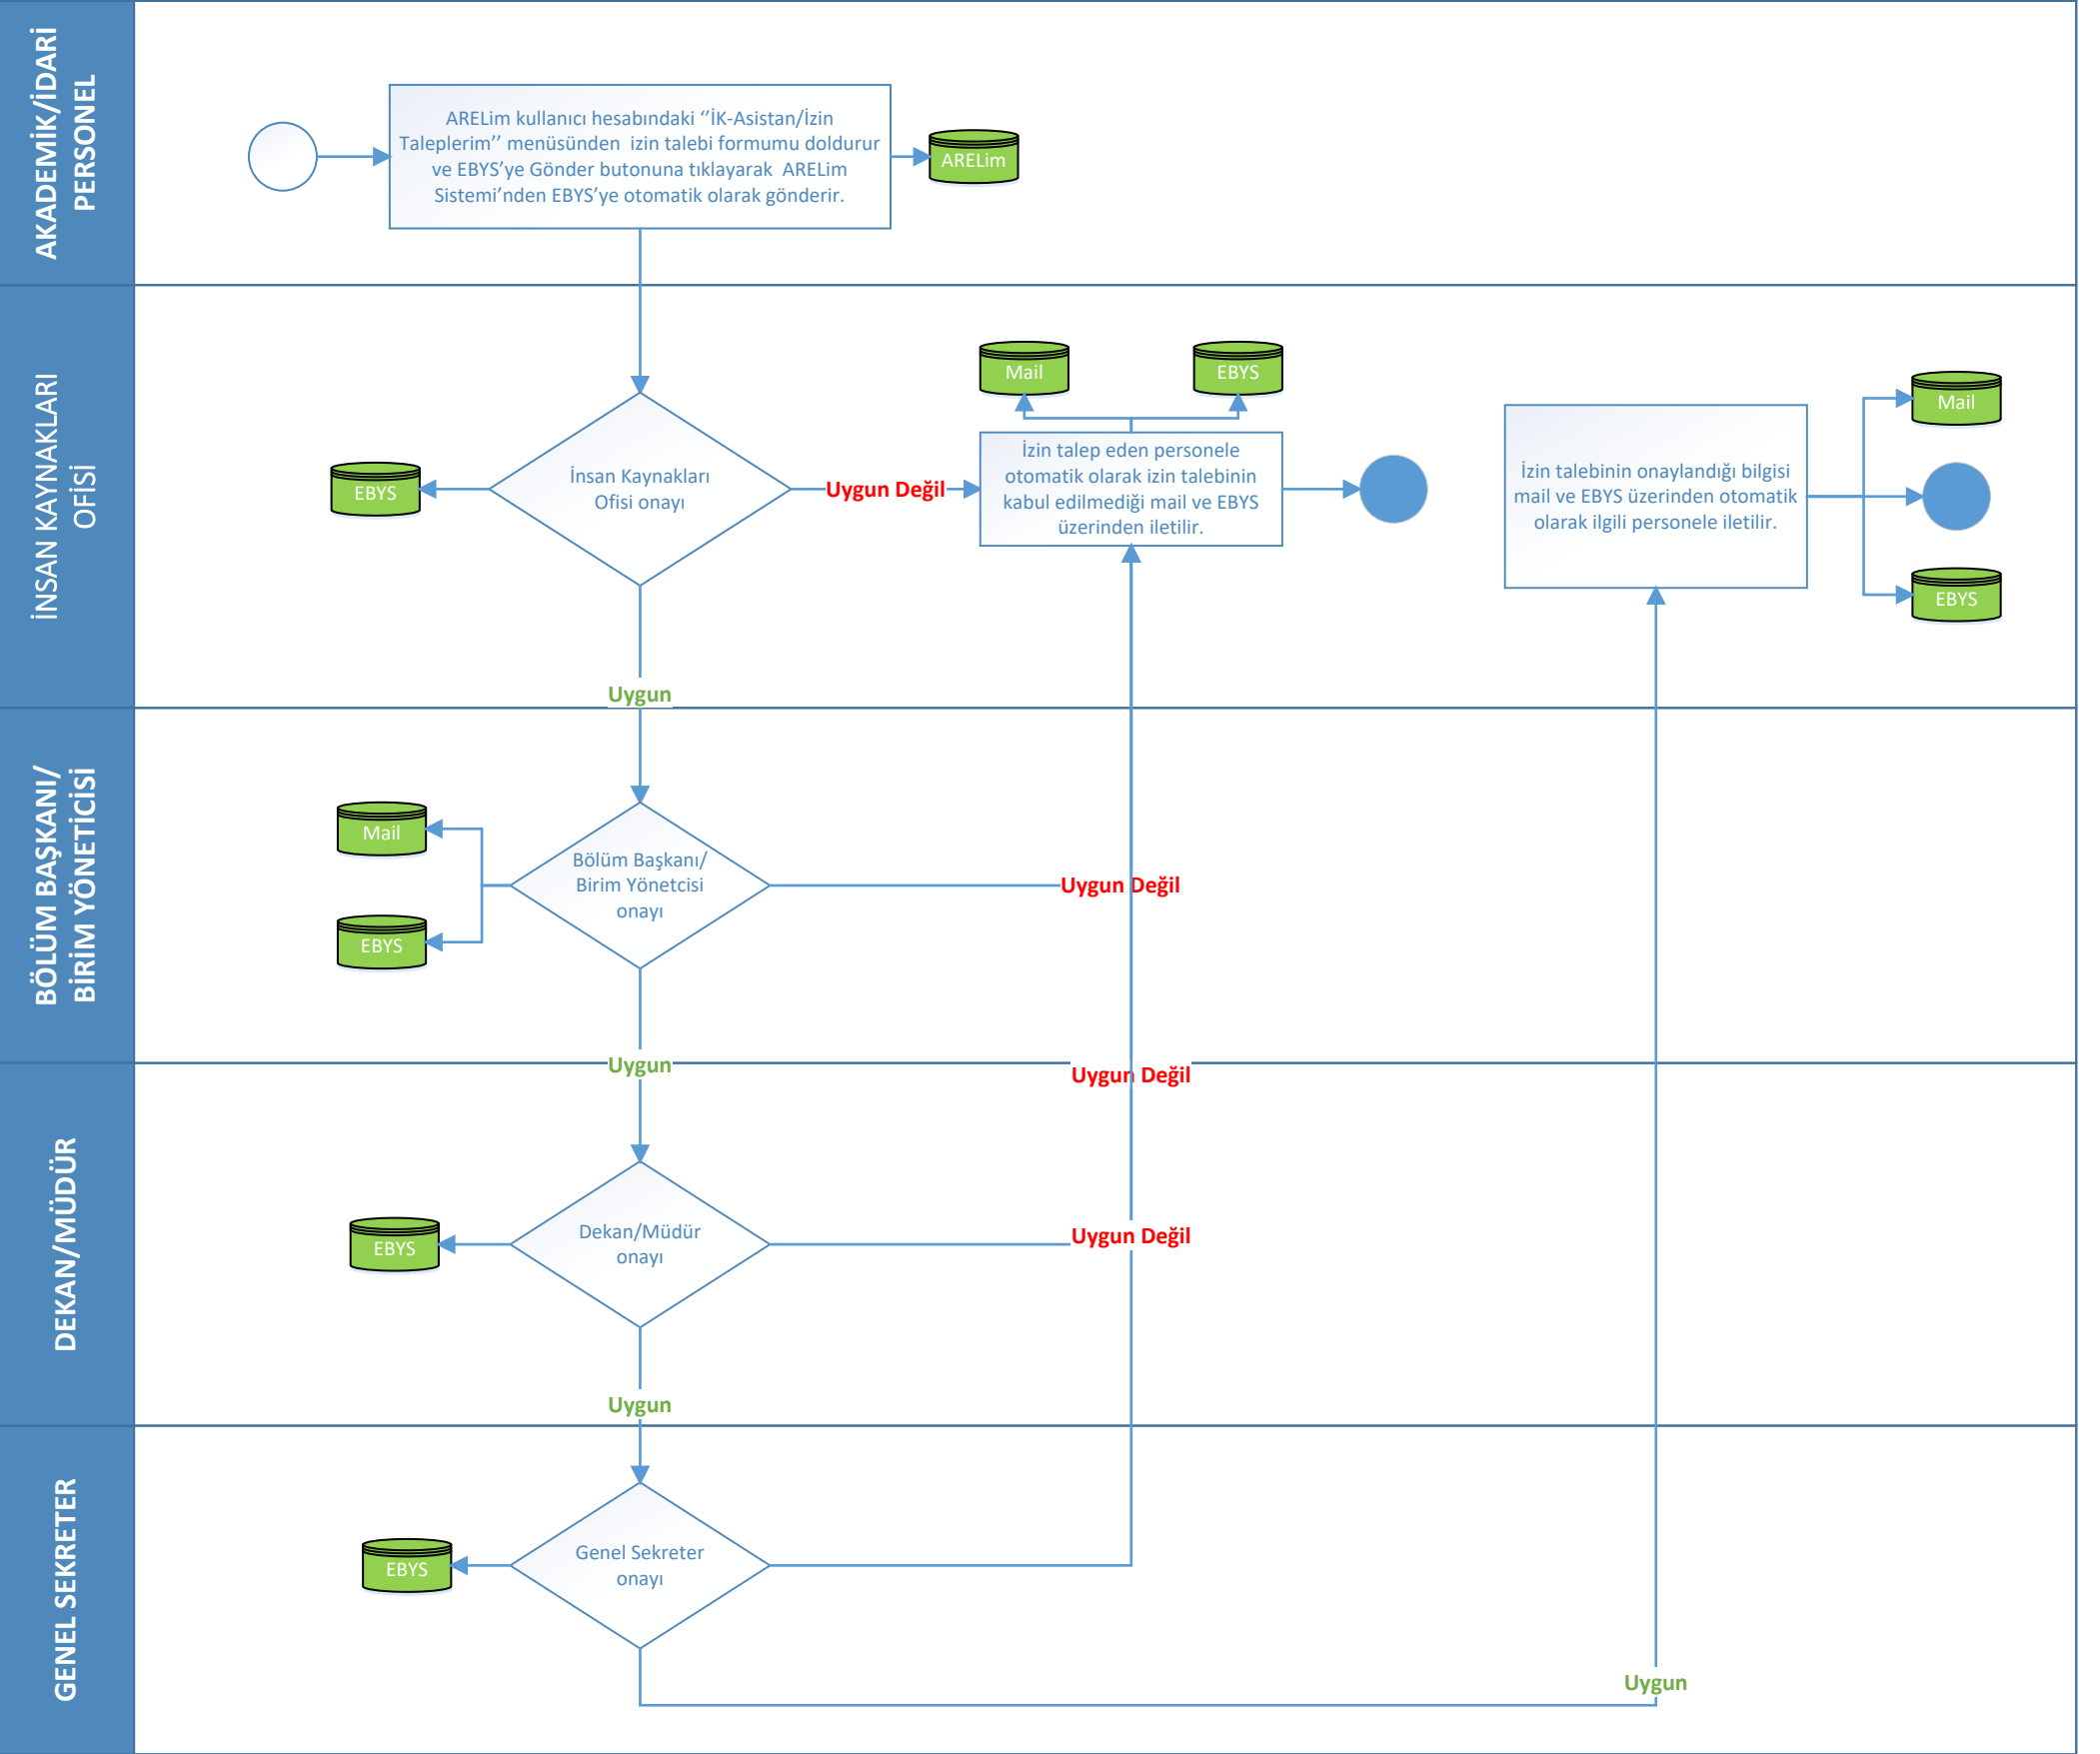 AKADEMİK/İDARİ
PERSONEL
ARELim kullanıcı hesabındaki ‘’İK-Asistan/İzin
Taleplerim’’ menüsünden izin talebi formumu doldurur
ve EBYS’ye Gönder butonuna tıklayarak ARELim
Sistemi’nden EBYS’ye otomatik olarak gönderir.
ARELim
İNSAN KAYNAKLARI
OFİSİ
EBYS
İnsan Kaynakları
Ofisi onayı
Uygun Değil
Mail
EBYS
İzin talep eden personele
otomatik olarak izin talebinin
kabul edilmediği mail ve EBYS
üzerinden iletilir.
İzin talebinin onaylandığı bilgisi
mail ve EBYS üzerinden otomatik
olarak ilgili personele iletilir.
Mail
EBYS
Uygun
BÖLÜM BAŞKANI/
BİRİM YÖNETİCİSİ
Mail
EBYS
Bölüm Başkanı/
Birim Yönetcisi
onayı
Uygun Değil
Uygun
Uygun Değil
DEKAN/MÜDÜR
EBYS
Dekan/Müdür
onayı
Uygun Değil
Uygun
GENEL SEKRETER
EBYS
Genel Sekreter
onayı
Uygun